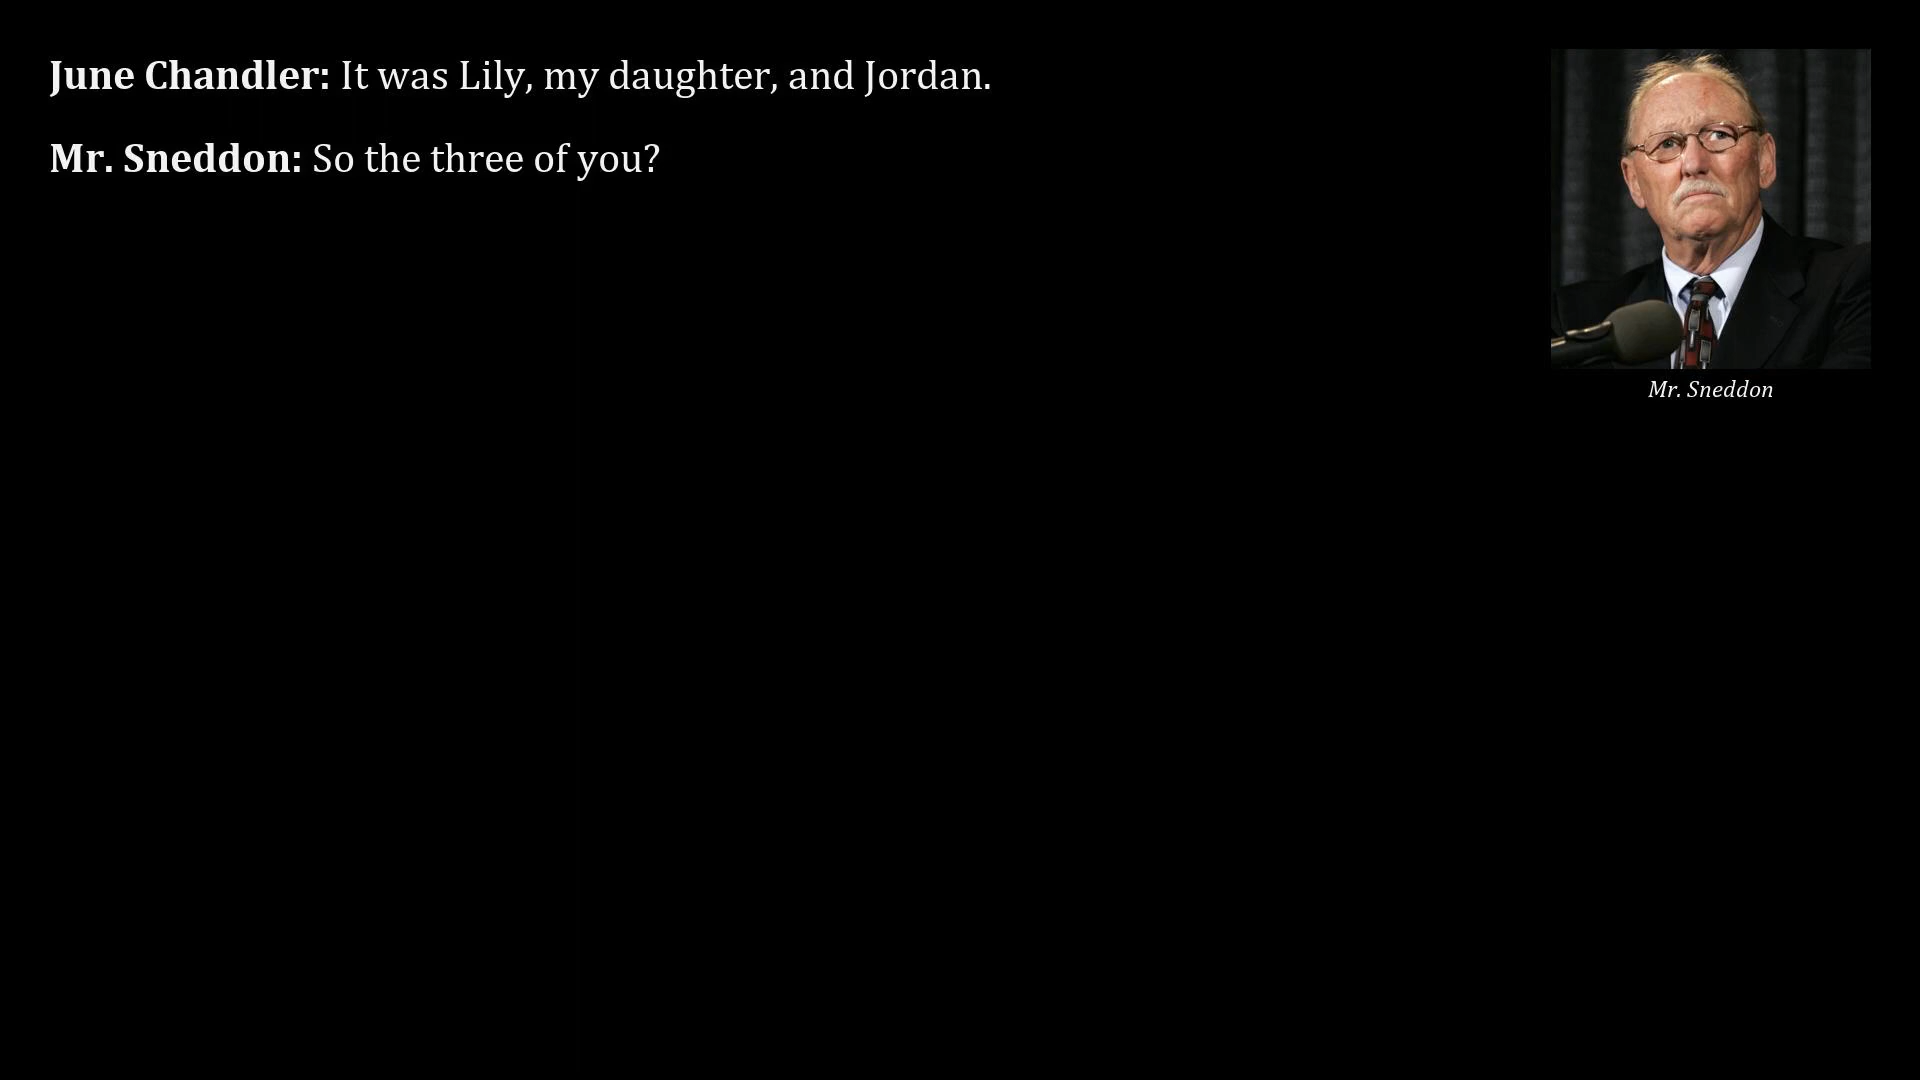 June Chandler: It was Lily, my daughter, and Jordan.
Mr. Sneddon: So the three of you?
Mr. Sneddon